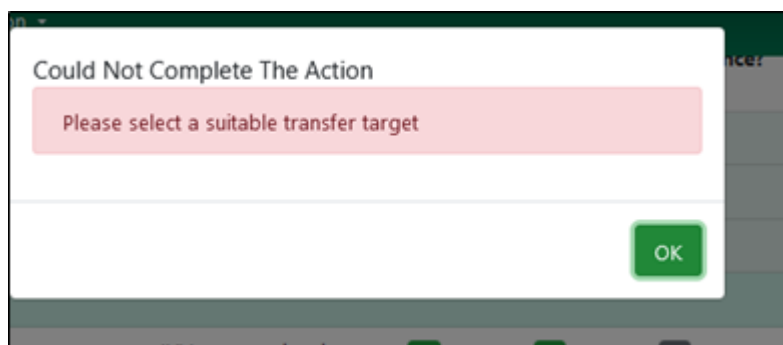 Could Not Complete The Action
Please select a suitable transfer target
OK